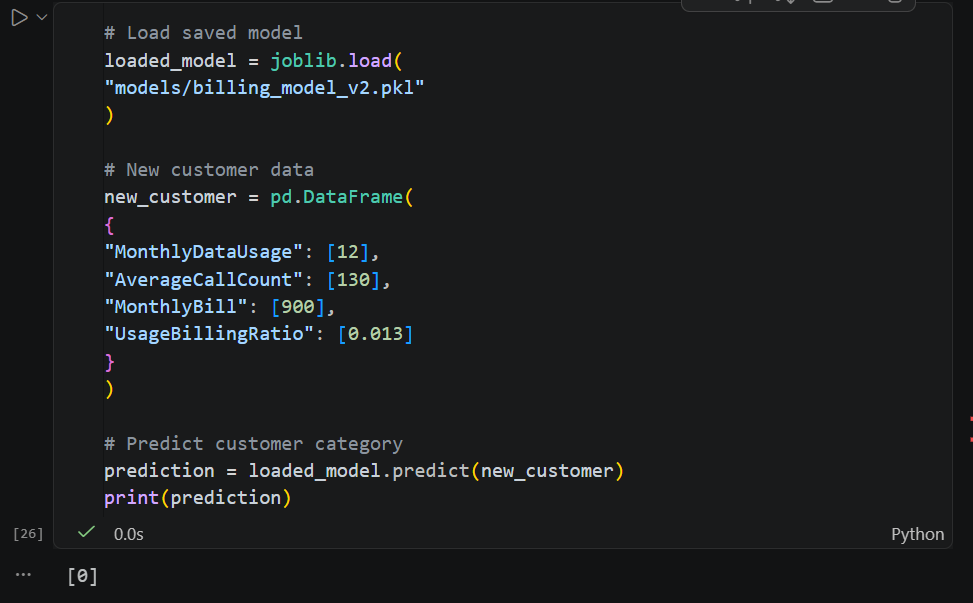 # Load saved model
loaded_model = joblib.load(
"models/billing_model_v2.pkl"
)
# New customer data
new_customer = pd.DataFrame(
{
"MonthlyDataUsage": [12],
"AverageCallCount": [130],
"MonthlyBill": [900],
"UsageBillingRatio": [0.013]
}
)
# Predict customer category
prediction = loaded_model.predict(new_customer)
print(prediction)
[26] 0.0s Python
[0]